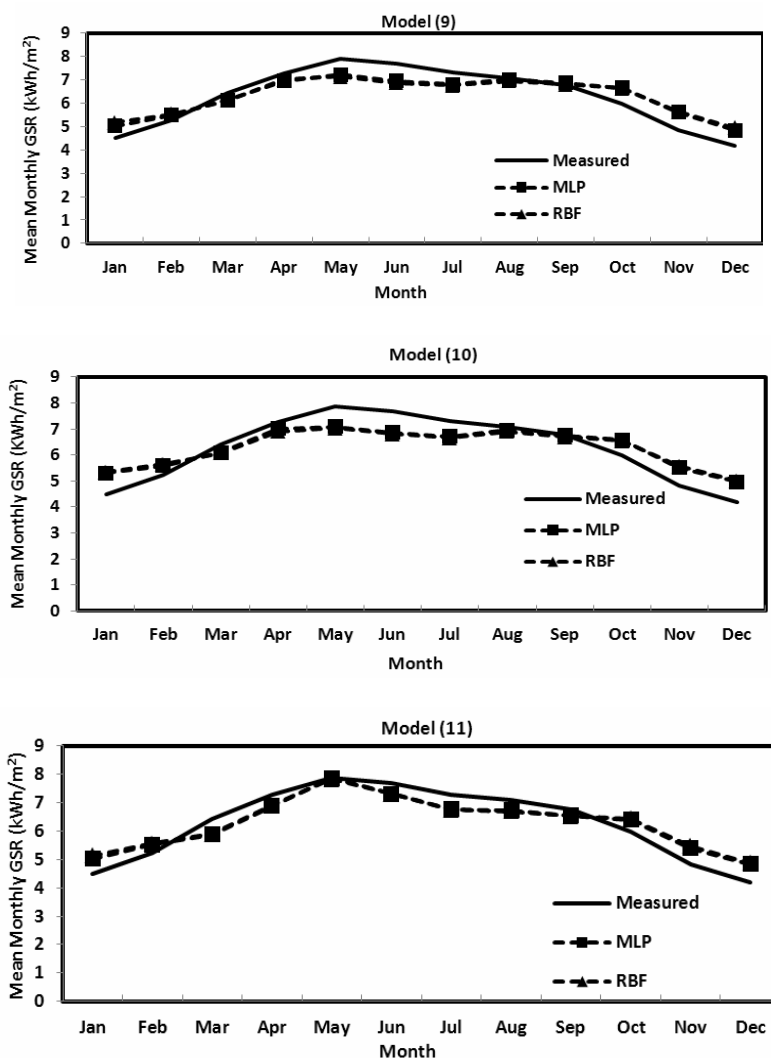 Model (9)
Mean Monthly GSR (kWh/m²)
9
8
7
6
5
4
3
2
1
0
Measured
MLP
RBF
Jan Feb Mar Apr May Jun Jul Aug Sep Oct Nov Dec
Month
Model (10)
Mean Monthly GSR (kWh/m²)
9
8
7
6
5
4
3
2
1
0
Measured
MLP
RBF
Jan Feb Mar Apr May Jun Jul Aug Sep Oct Nov Dec
Month
Model (11)
Mean Monthly GSR (kWh/m²)
9
8
7
6
5
4
3
2
1
0
Measured
MLP
RBF
Jan Feb Mar Apr May Jun Jul Aug Sep Oct Nov Dec
Month